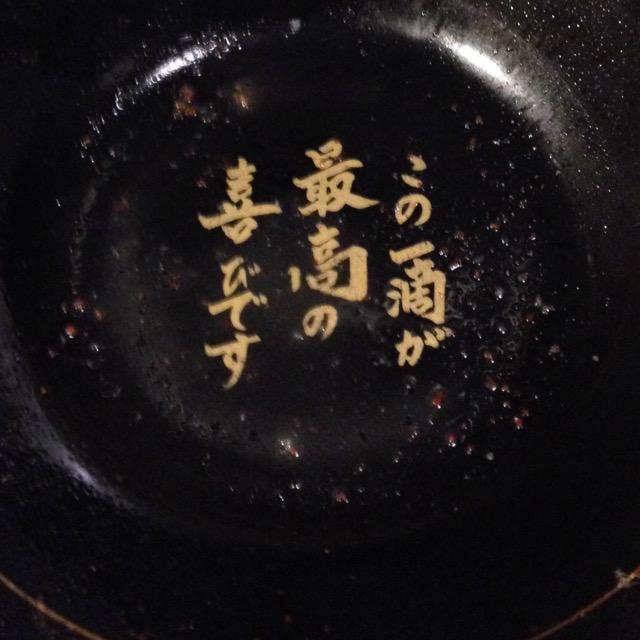 この一滴が
最高の
喜びです